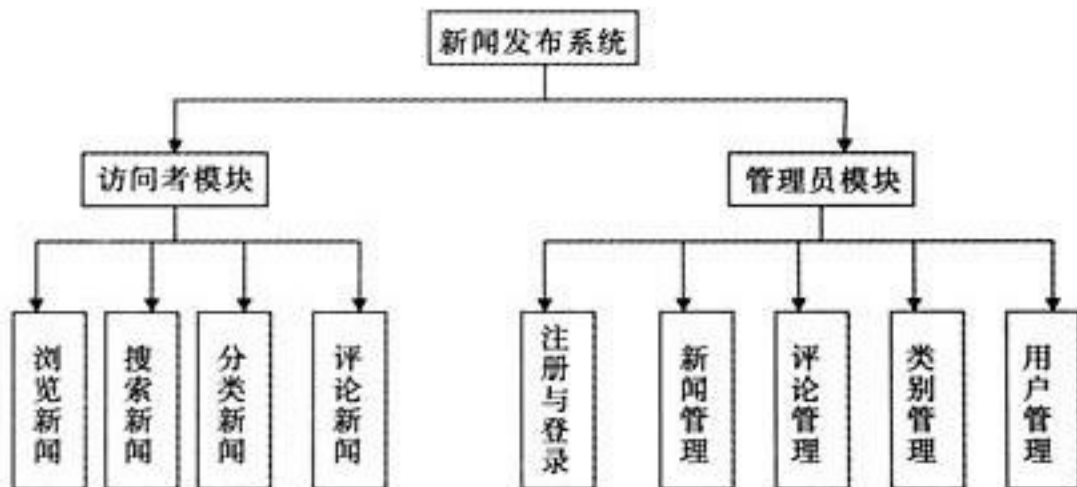 新闻发布系统
访问者模块
管理员模块
浏览新闻
搜索新闻
分类新闻
评论新闻
注册与登录
新闻管理
评论管理
类别管理
用户管理